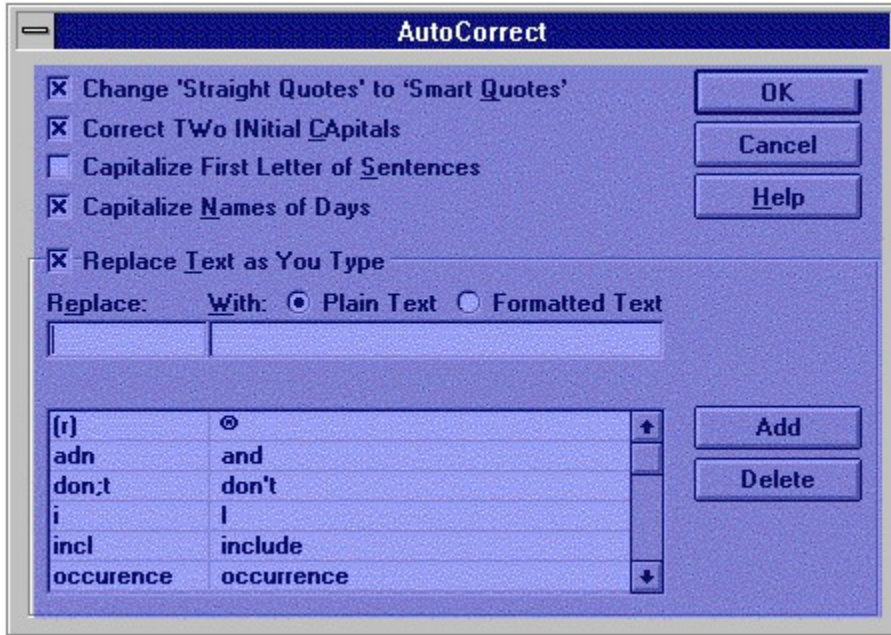 AutoCorrect
Change 'Straight Quotes' to ‘Smart Quotes’
OK
Correct TWo INitial CApitals
Cancel
Capitalize First Letter of Sentences
Help
Capitalize Names of Days
Replace Text as You Type
Replace: With: Plain Text Formatted Text
(r) ®
Add
adn and
don;t don't
Delete
i I
incl include
occurence occurrence